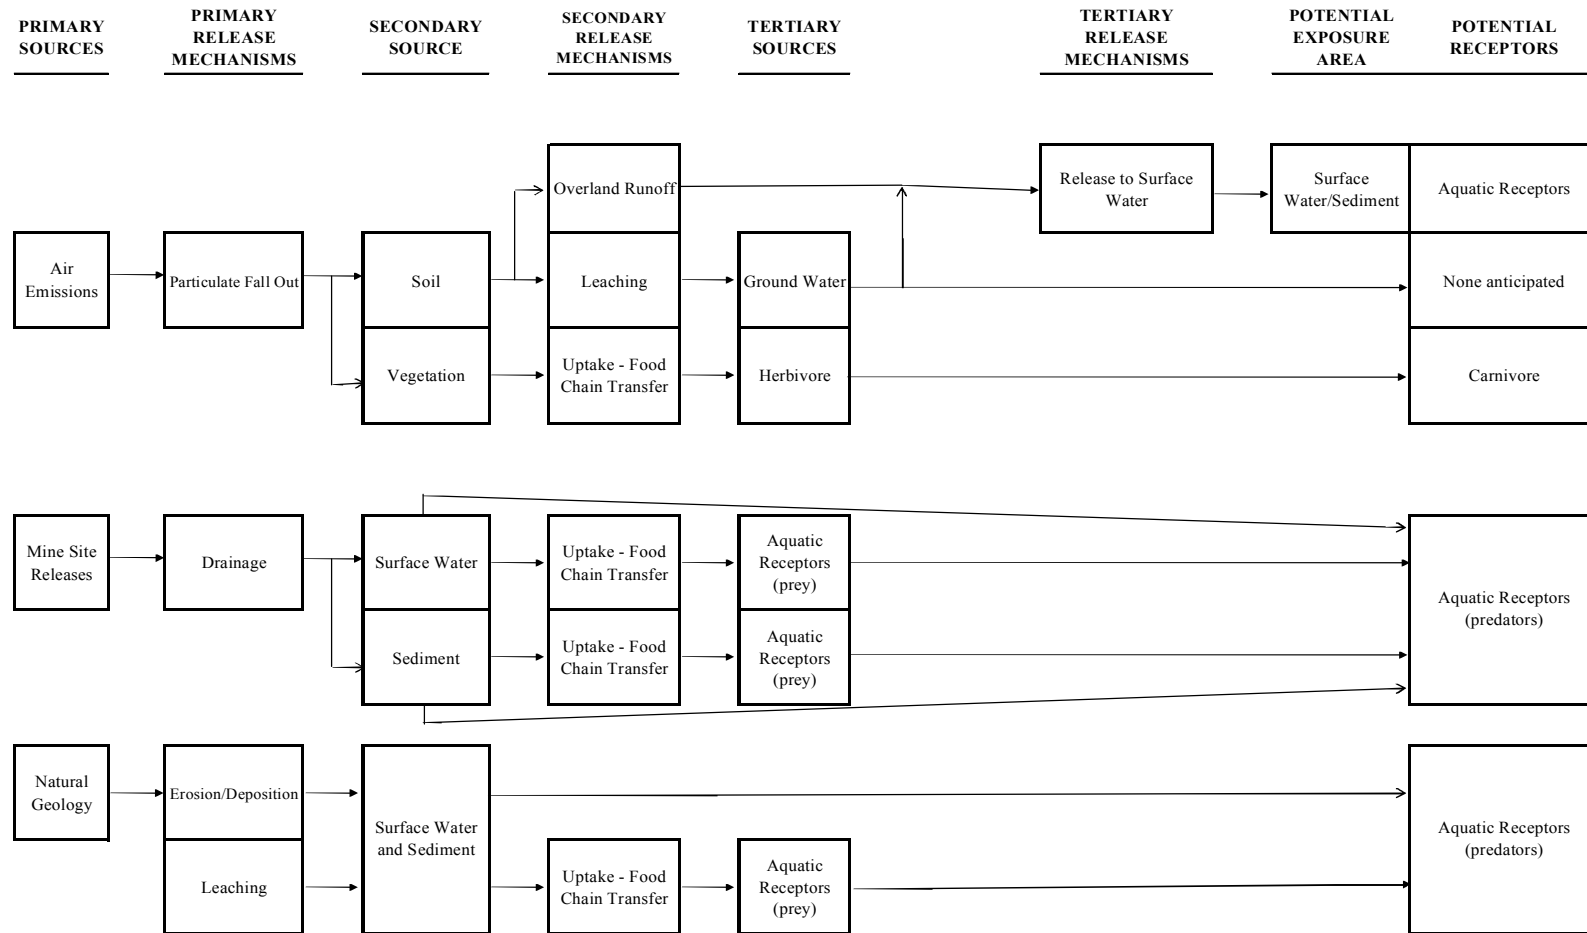 PRIMARY
SOURCES
PRIMARY
RELEASE
MECHANISMS
SECONDARY
SOURCE
SECONDARY
RELEASE
MECHANISMS
TERTIARY
SOURCES
TERTIARY
RELEASE
MECHANISMS
POTENTIAL
EXPOSURE
AREA
POTENTIAL
RECEPTORS
Overland Runoff
Release to Surface
Water
Surface
Water/Sediment
Aquatic Receptors
Air
Emissions
Particulate Fall Out
Soil
Leaching
Ground Water
None anticipated
Vegetation
Uptake - Food
Chain Transfer
Herbivore
Carnivore
Mine Site
Releases
Drainage
Surface Water
Uptake - Food
Chain Transfer
Aquatic
Receptors
(prey)
Aquatic Receptors
(predators)
Sediment
Uptake - Food
Chain Transfer
Aquatic
Receptors
(prey)
Natural
Geology
Erosion/Deposition
Surface Water
and Sediment
Aquatic Receptors
(predators)
Leaching
Uptake - Food
Chain Transfer
Aquatic
Receptors
(prey)